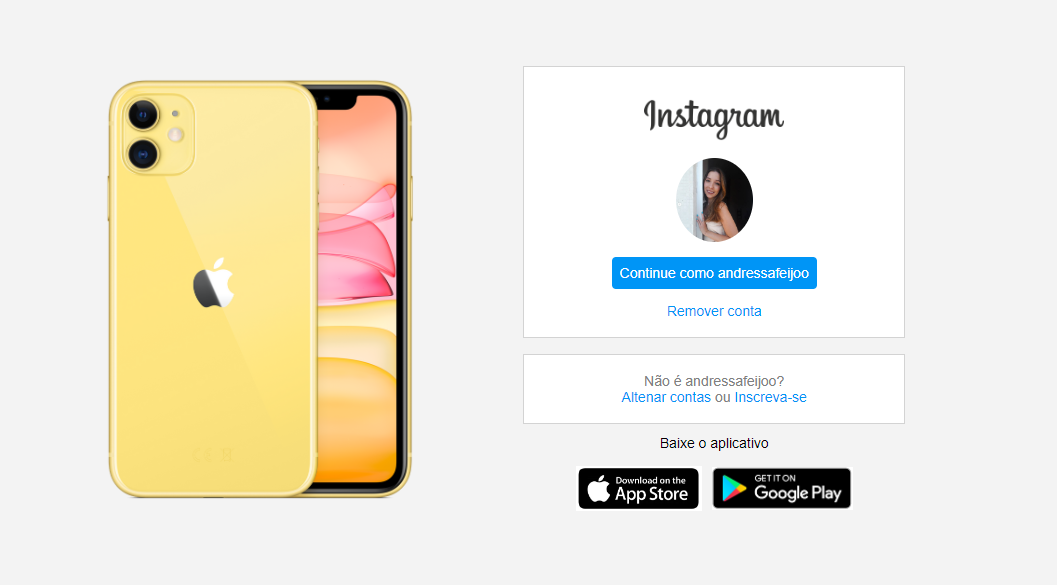 Instagram
Continue como andressafeijoo
Remover conta
Não é andressafeijoo?
Altenar contas ou Inscreva-se
Baixe o aplicativo
Download on the
App Store
GET IT ON
Google Play